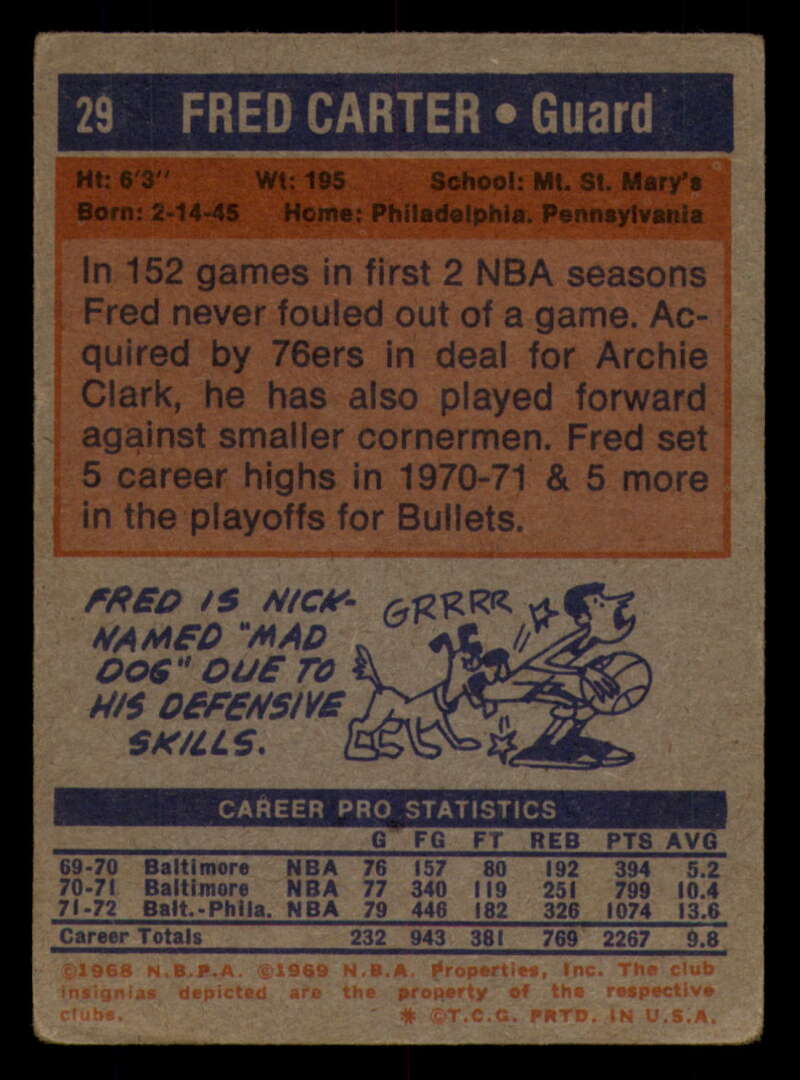 29 FRED CARTER • Guard
Ht: 6'3" Wt: 195 School: Mt. St. Mary's
Born: 2-14-45 Home: Philadelphia, Pennsylvania
In 152 games in first 2 NBA seasons
Fred never fouled out of a game. Ac-
quired by 76ers in deal for Archie
Clark, he has also played forward
against smaller cornermen. Fred set
5 career highs in 1970-71 & 5 more
in the playoffs for Bullets.
FRED IS NICK-
NAMED "MAD
DOG" DUE TO
HIS DEFENSIVE
SKILLS.
GRRRR
CAREER PRO STATISTICS
G FG FT REB PTS AVG
69-70 Baltimore NBA 76 157 80 192 394 5.2
70-71 Baltimore NBA 77 340 119 251 799 10.4
71-72 Balt.-Phila. NBA 79 446 182 326 1074 13.6
Career Totals 232 943 381 769 2267 9.8
©1968 N.B.P.A. ©1969 N.B.A. Properties, Inc. The club
insignias depicted are the property of the respective
clubs. * ©T.C.G. PRTD. IN U.S.A.